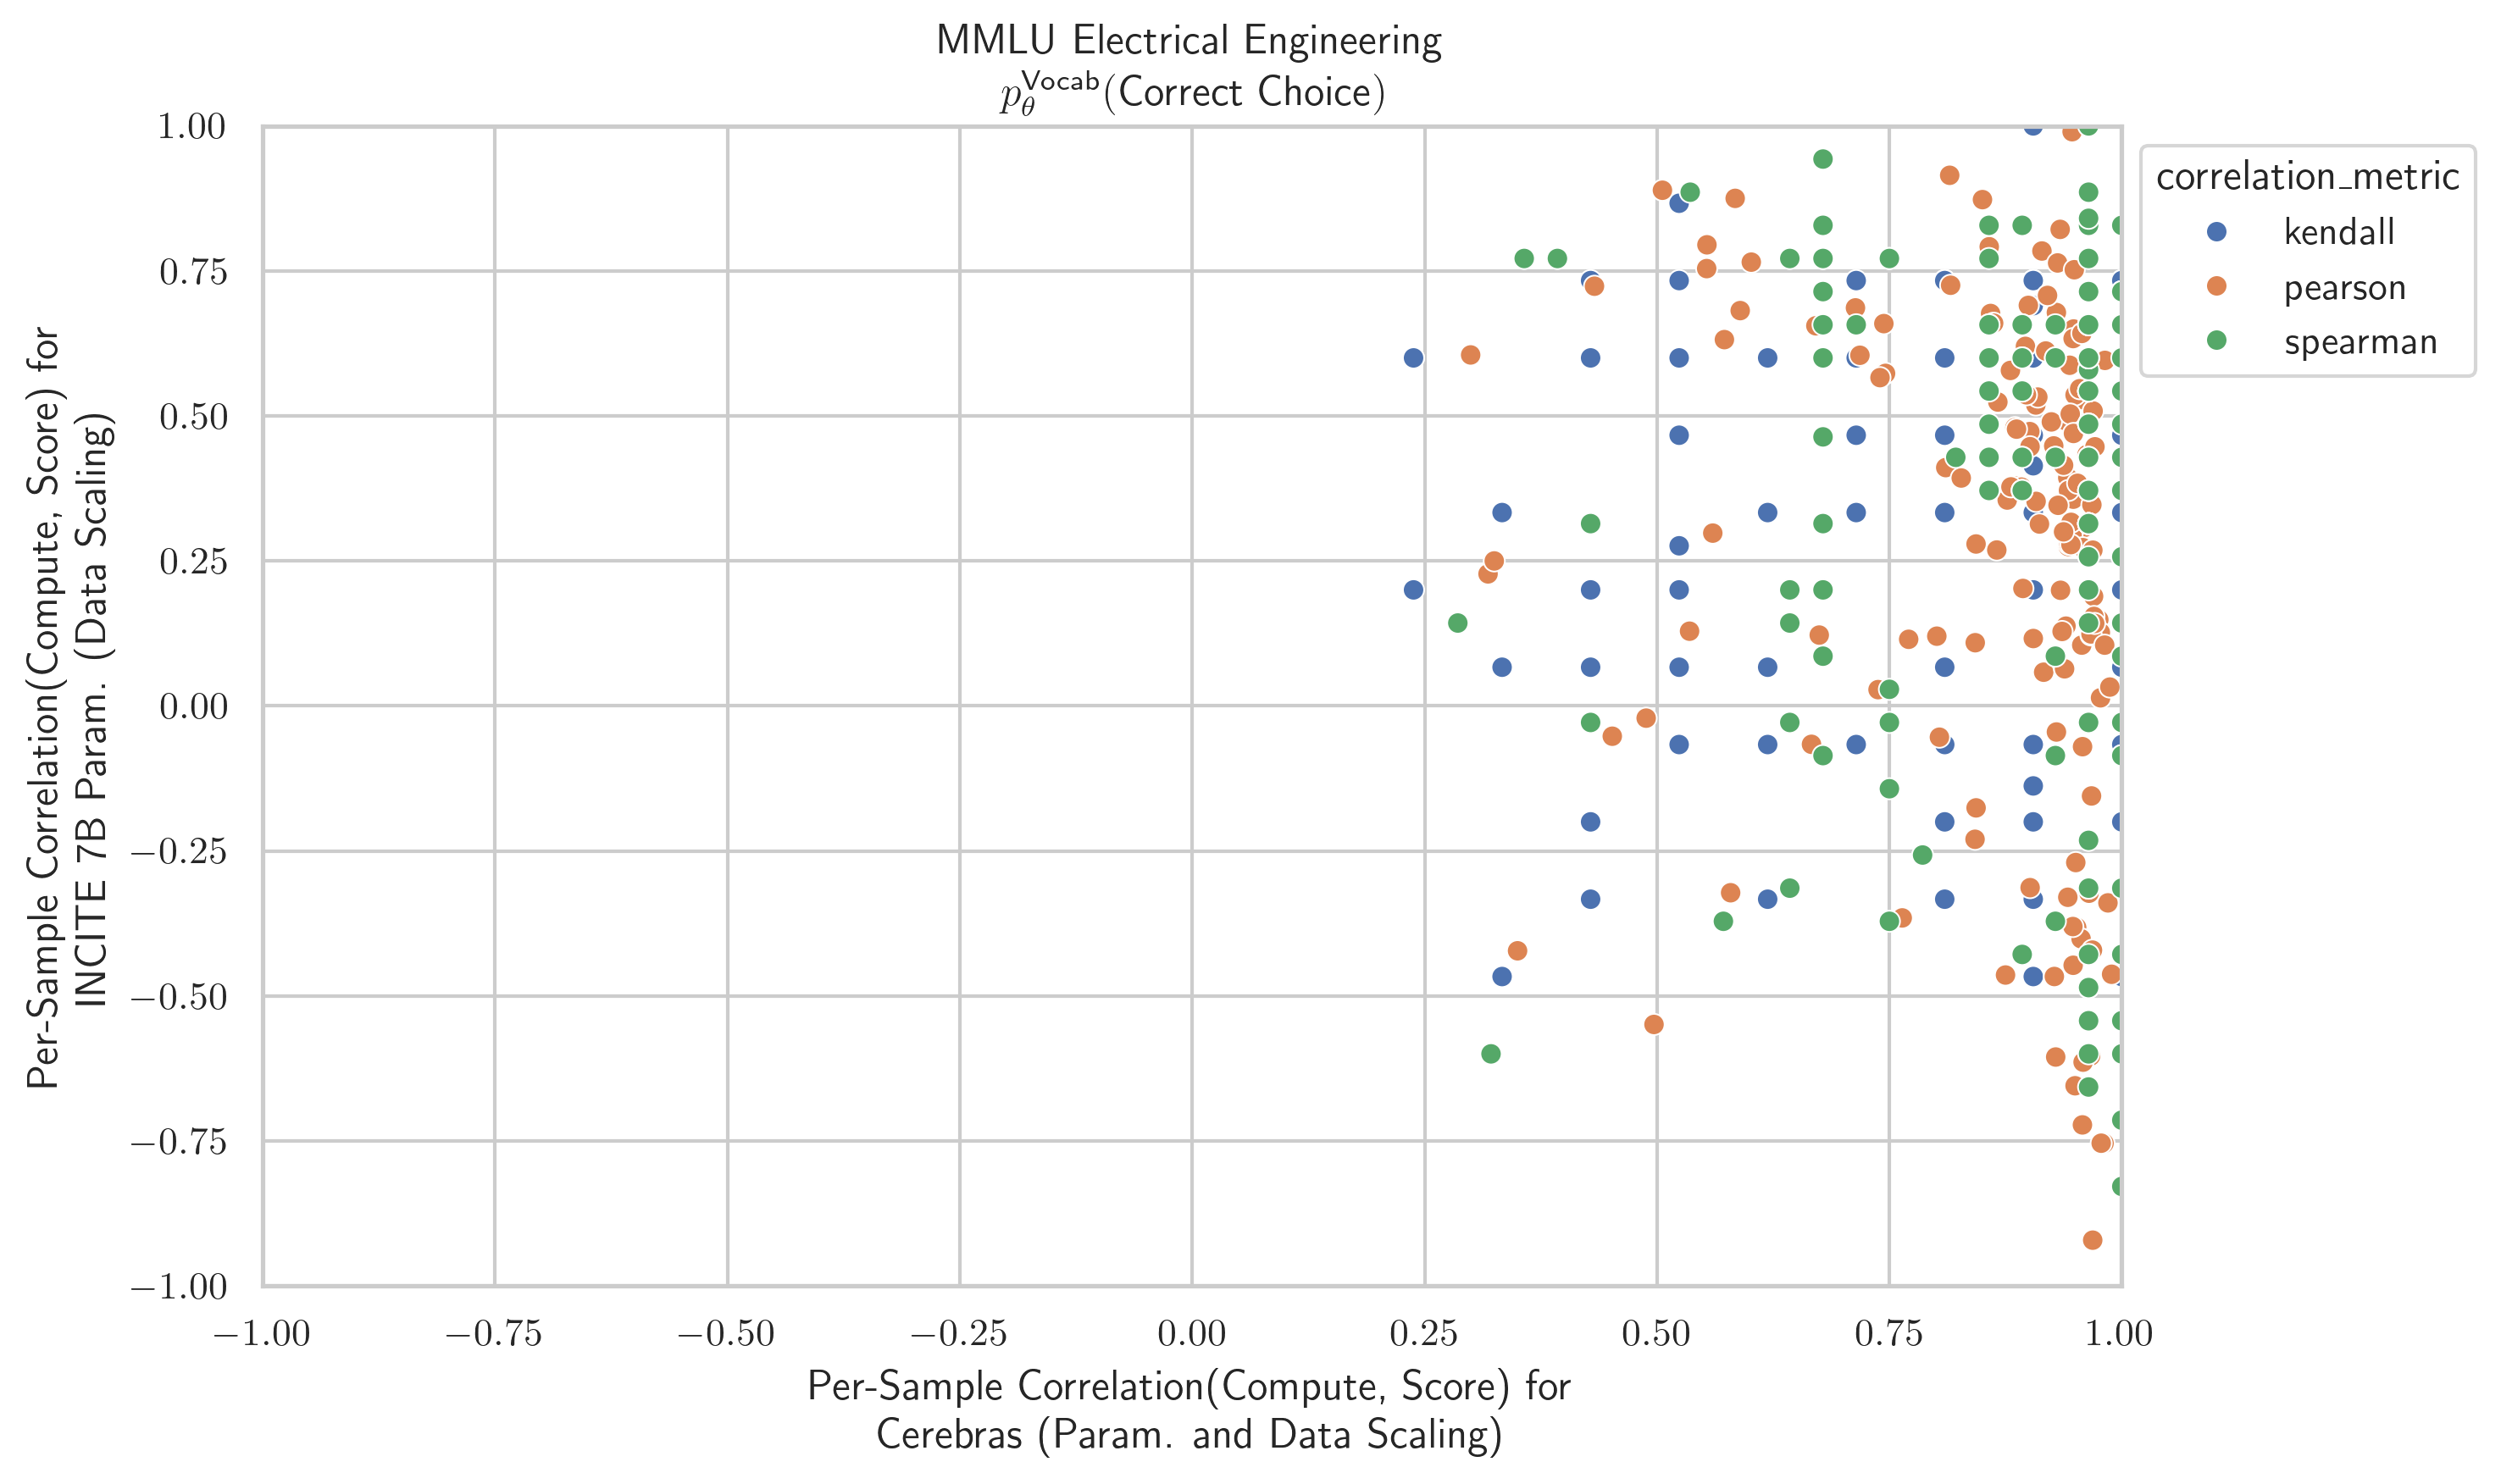 MMLU Electrical Engineering
p_θ^Vocab(Correct Choice)
1.00
0.75
0.50
0.25
0.00
−0.25
−0.50
−0.75
−1.00
Per-Sample Correlation(Compute, Score) for
INCITE 7B Param. (Data Scaling)
correlation_metric
kendall
pearson
spearman
−1.00 −0.75 −0.50 −0.25 0.00 0.25 0.50 0.75 1.00
Per-Sample Correlation(Compute, Score) for
Cerebras (Param. and Data Scaling)